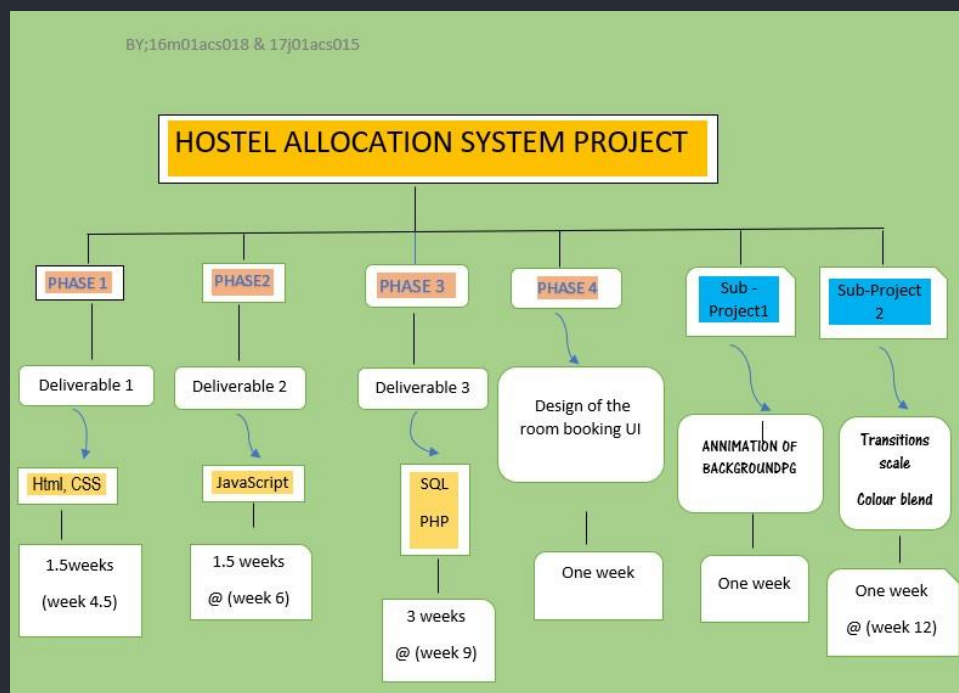 BY;16m01acs018 & 17j01acs015
HOSTEL ALLOCATION SYSTEM PROJECT
PHASE 1
PHASE2
PHASE 3
PHASE 4
Sub -
Project1
Sub-Project
2
Deliverable 1
Deliverable 2
Deliverable 3
Design of the
room booking UI
ANNIMATION OF
BACKGROUNDPG
Transitions
scale
Colour blend
Html, CSS
JavaScript
SQL
PHP
1.5weeks
(week 4.5)
1.5 weeks
@ (week 6)
3 weeks
@ (week 9)
One week
One week
One week
@ (week 12)